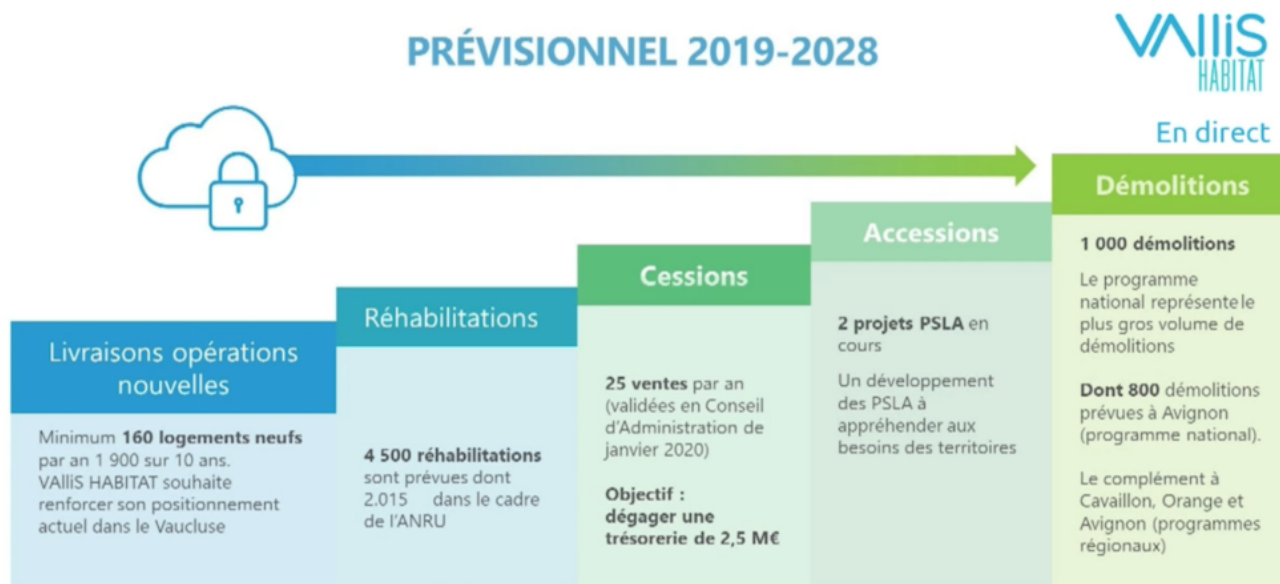 PRÉVISIONNEL 2019-2028
VAlliS
HABITAT
En direct
Livraisons opérations
nouvelles
Minimum 160 logements neufs
par an 1 900 sur 10 ans.
VAlliS HABITAT souhaite
renforcer son positionnement
actuel dans le Vaucluse
Réhabilitations
4 500 réhabilitations
sont prévues dont
2.015 dans le cadre
de l'ANRU
Cessions
25 ventes par an
(validées en Conseil
d'Administration de
janvier 2020)
Objectif :
dégager une
trésorerie de 2,5 M€
Accessions
2 projets PSLA en
cours
Un développement
des PSLA à
appréhender aux
besoins des territoires
Démolitions
1 000 démolitions
Le programme
national représente le
plus gros volume de
démolitions
Dont 800 démolitions
prévues à Avignon
(programme national).
Le complément à
Cavaillon, Orange et
Avignon (programmes
régionaux)